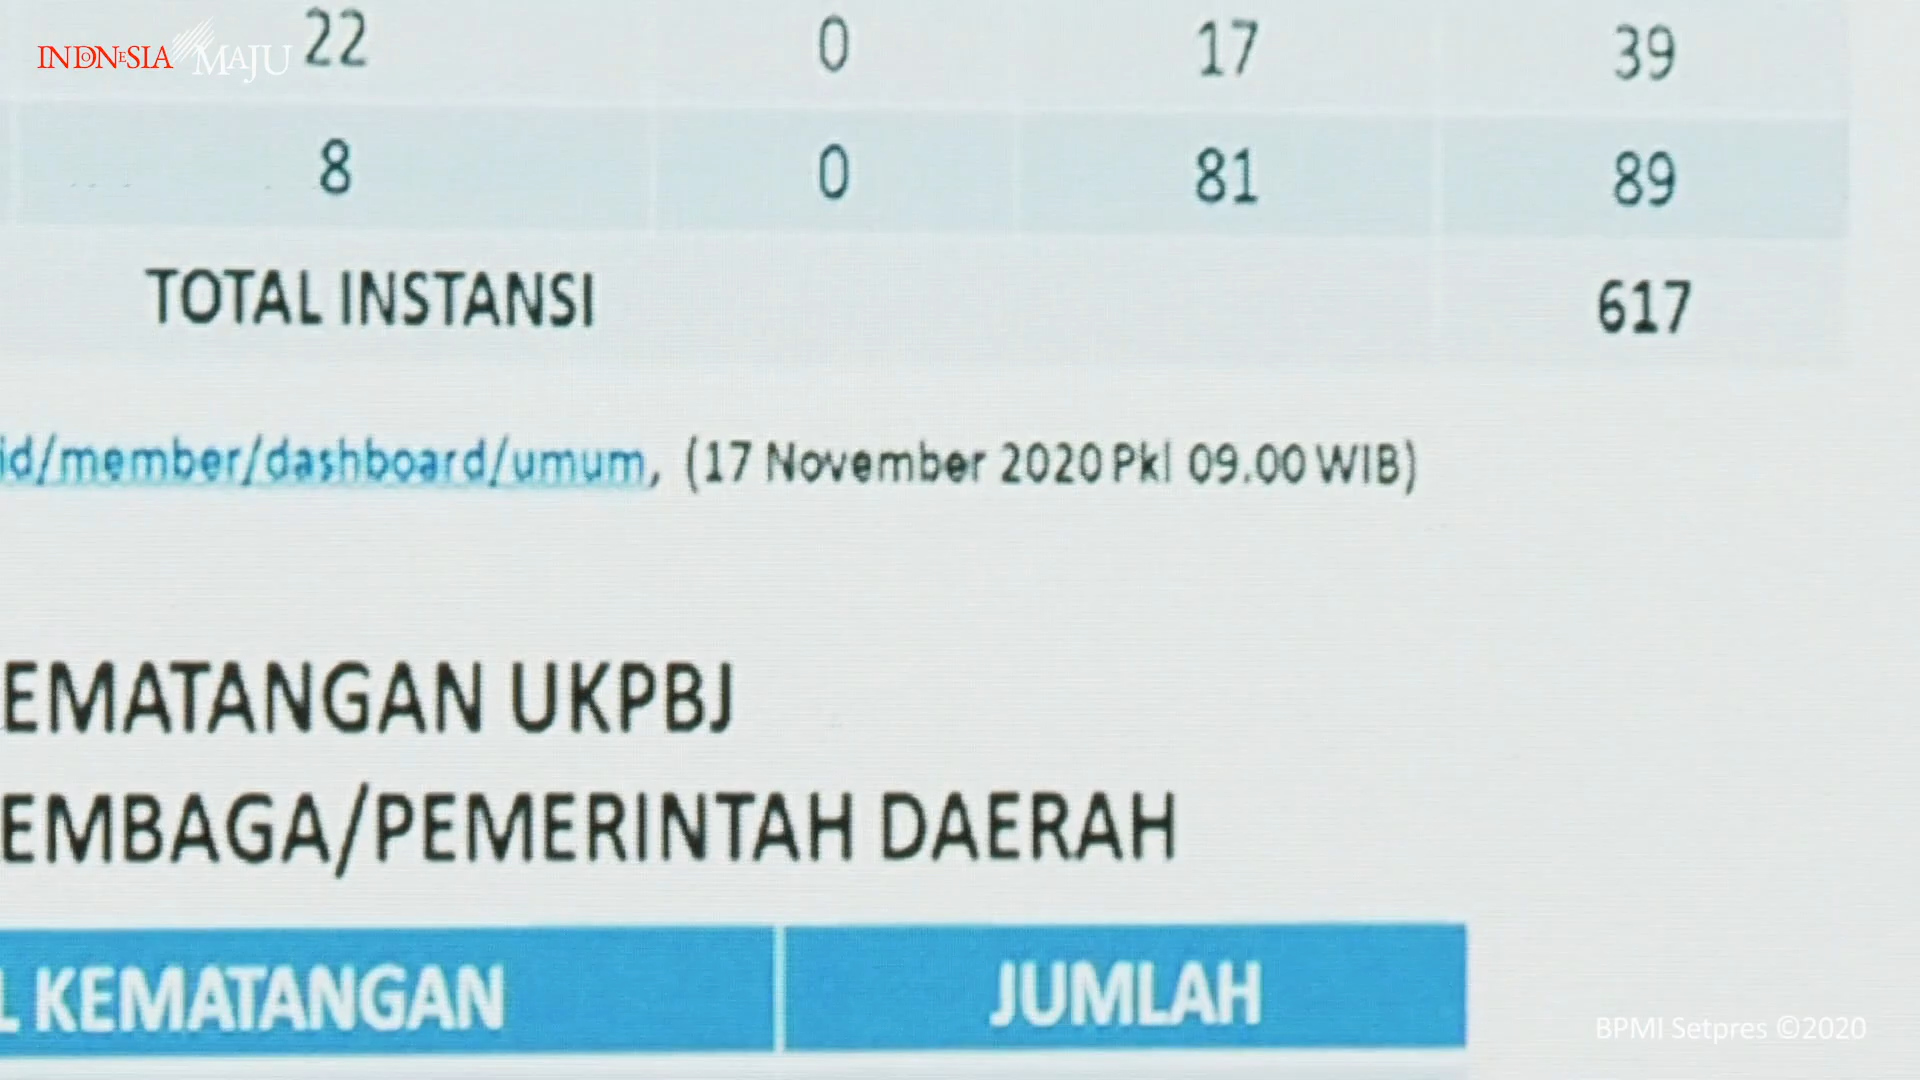 INDONESIA MAJU
22 0 17 39
8 0 81 89
TOTAL INSTANSI 617
id/member/dashboard/umum, (17 November 2020 Pkl 09.00 WIB)
EMATANGAN UKPBJ
EMBAGA/PEMERINTAH DAERAH
L KEMATANGAN JUMLAH
BPMI Setpres ©2020